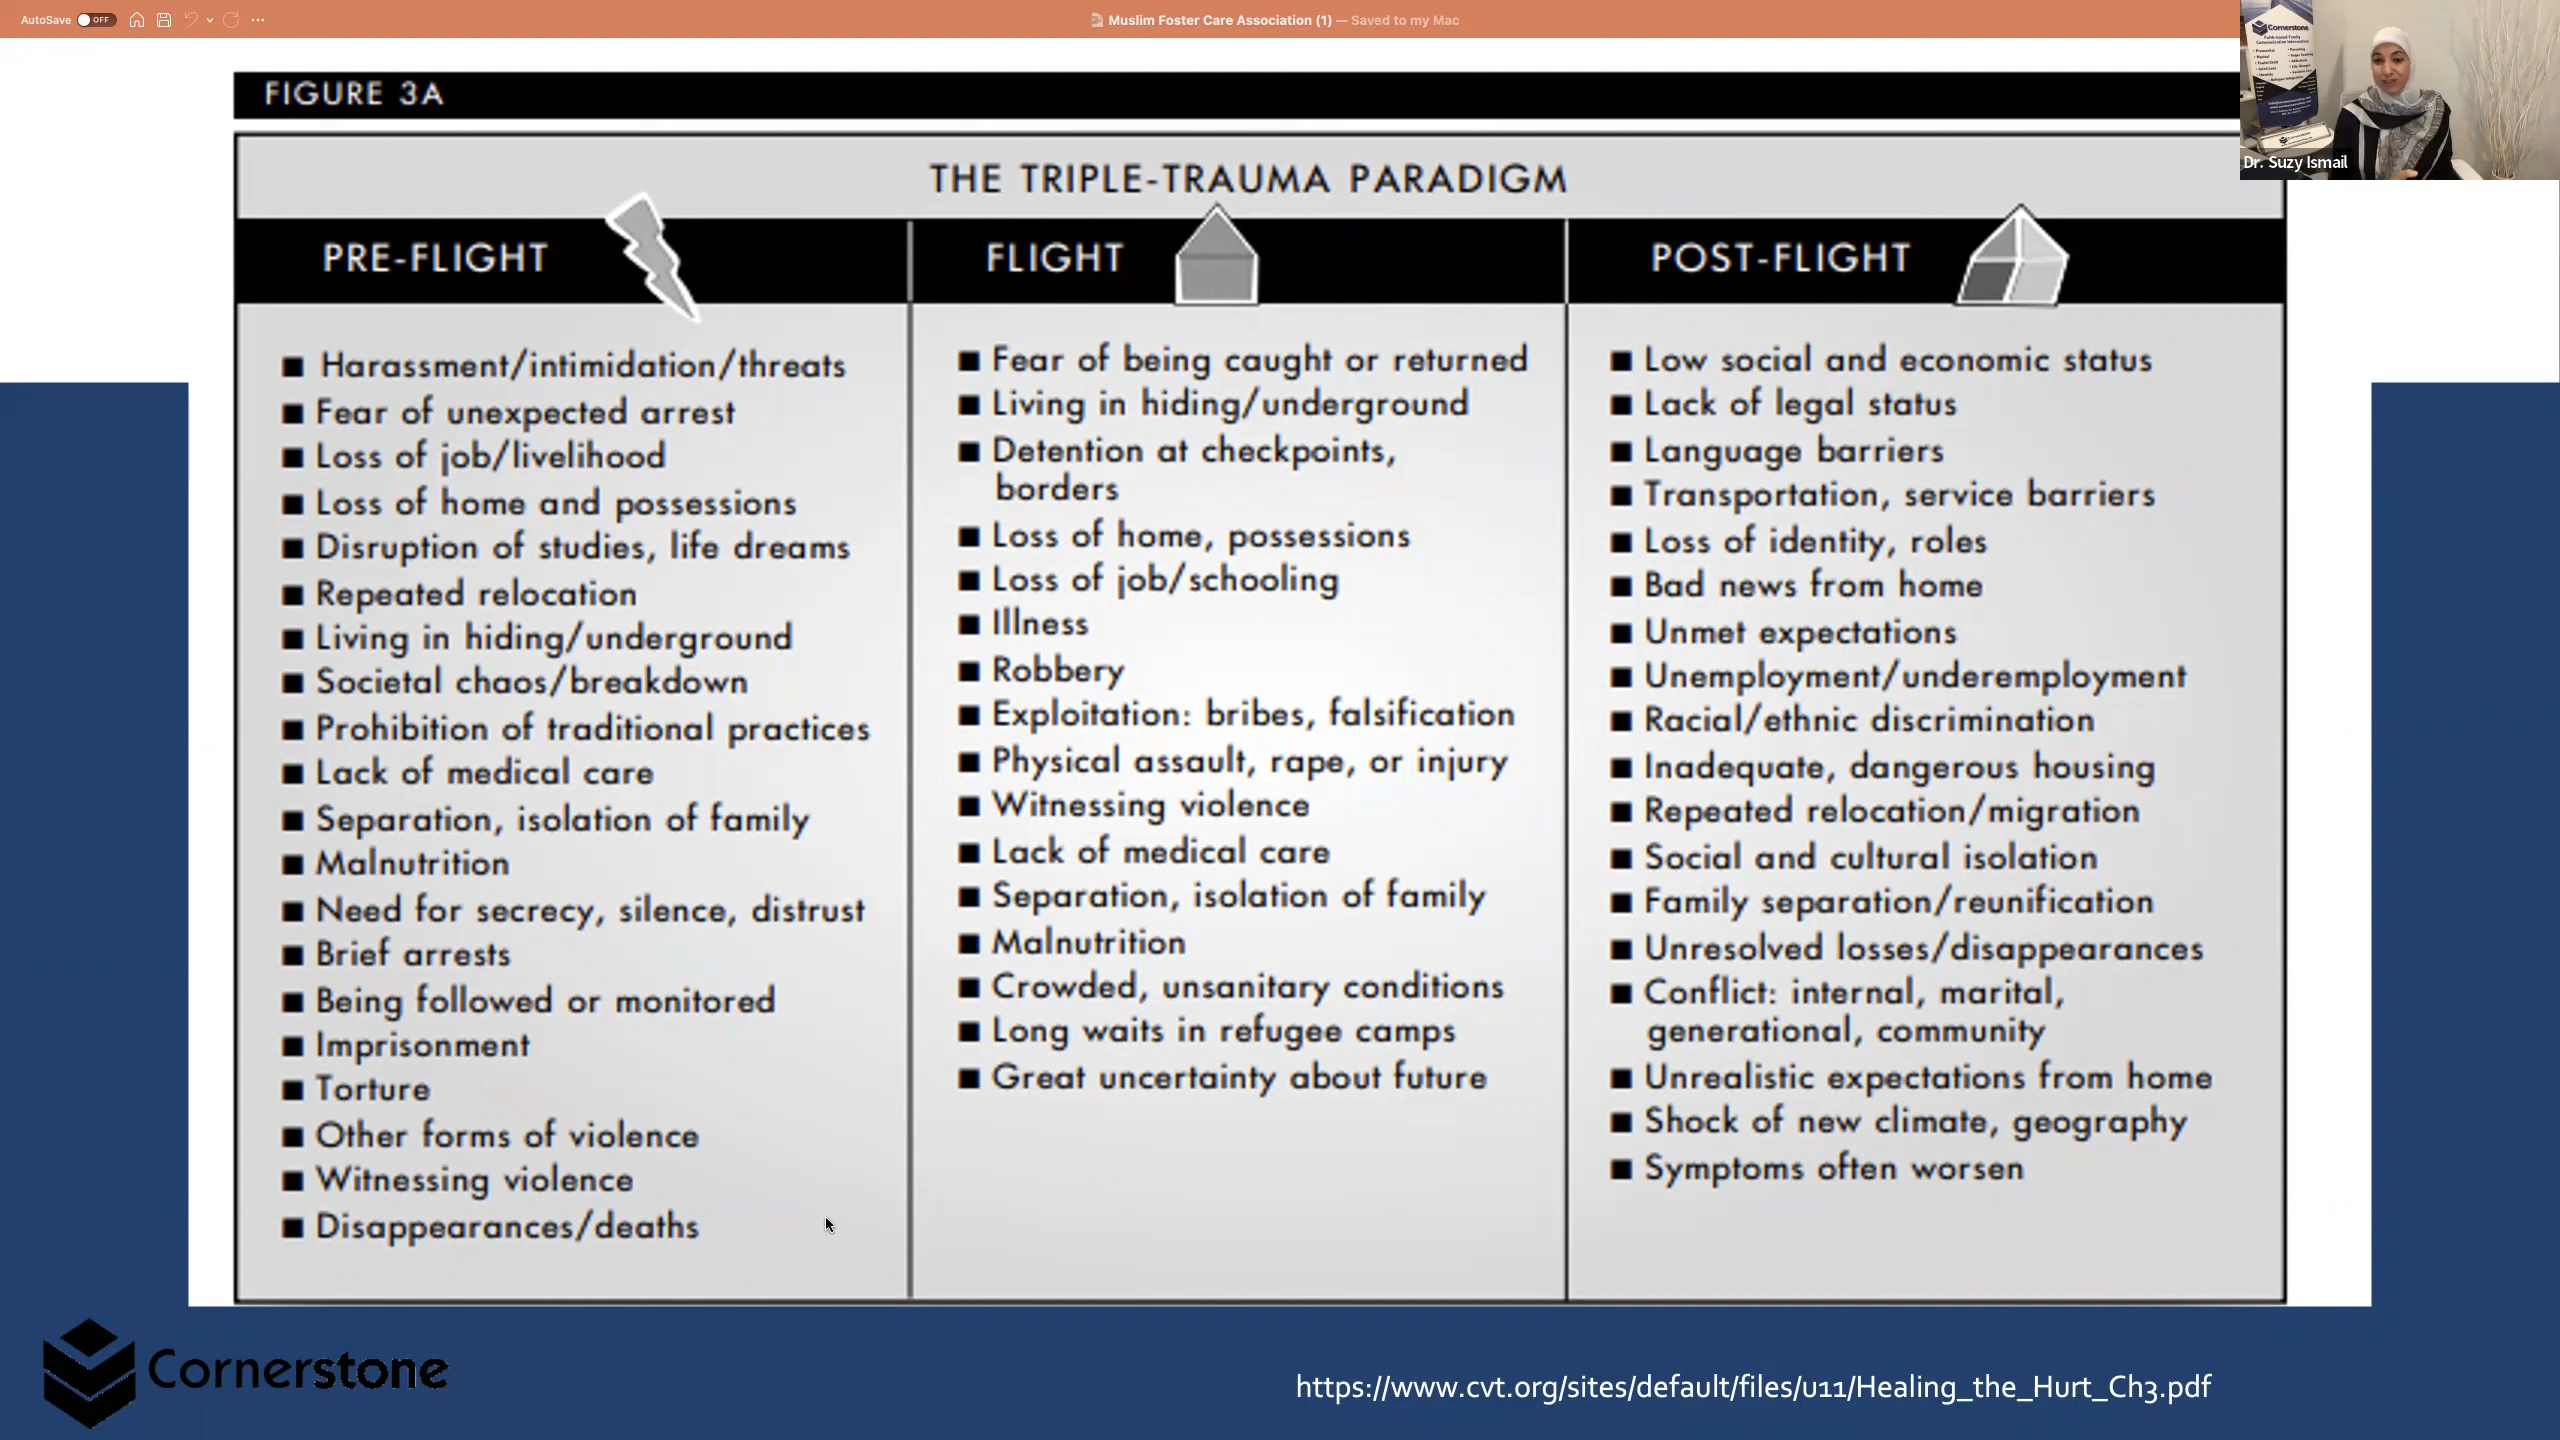 AutoSave OFF
Muslim Foster Care Association (1) — Saved to my Mac
Cornerstone
Dr. Suzy Ismail
FIGURE 3A
THE TRIPLE-TRAUMA PARADIGM
PRE-FLIGHT
■ Harassment/intimidation/threats
■ Fear of unexpected arrest
■ Loss of job/livelihood
■ Loss of home and possessions
■ Disruption of studies, life dreams
■ Repeated relocation
■ Living in hiding/underground
■ Societal chaos/breakdown
■ Prohibition of traditional practices
■ Lack of medical care
■ Separation, isolation of family
■ Malnutrition
■ Need for secrecy, silence, distrust
■ Brief arrests
■ Being followed or monitored
■ Imprisonment
■ Torture
■ Other forms of violence
■ Witnessing violence
■ Disappearances/deaths
FLIGHT
■ Fear of being caught or returned
■ Living in hiding/underground
■ Detention at checkpoints,
borders
■ Loss of home, possessions
■ Loss of job/schooling
■ Illness
■ Robbery
■ Exploitation: bribes, falsification
■ Physical assault, rape, or injury
■ Witnessing violence
■ Lack of medical care
■ Separation, isolation of family
■ Malnutrition
■ Crowded, unsanitary conditions
■ Long waits in refugee camps
■ Great uncertainty about future
POST-FLIGHT
■ Low social and economic status
■ Lack of legal status
■ Language barriers
■ Transportation, service barriers
■ Loss of identity, roles
■ Bad news from home
■ Unmet expectations
■ Unemployment/underemployment
■ Racial/ethnic discrimination
■ Inadequate, dangerous housing
■ Repeated relocation/migration
■ Social and cultural isolation
■ Family separation/reunification
■ Unresolved losses/disappearances
■ Conflict: internal, marital,
generational, community
■ Unrealistic expectations from home
■ Shock of new climate, geography
■ Symptoms often worsen
Cornerstone
https://www.cvt.org/sites/default/files/u11/Healing_the_Hurt_Ch3.pdf